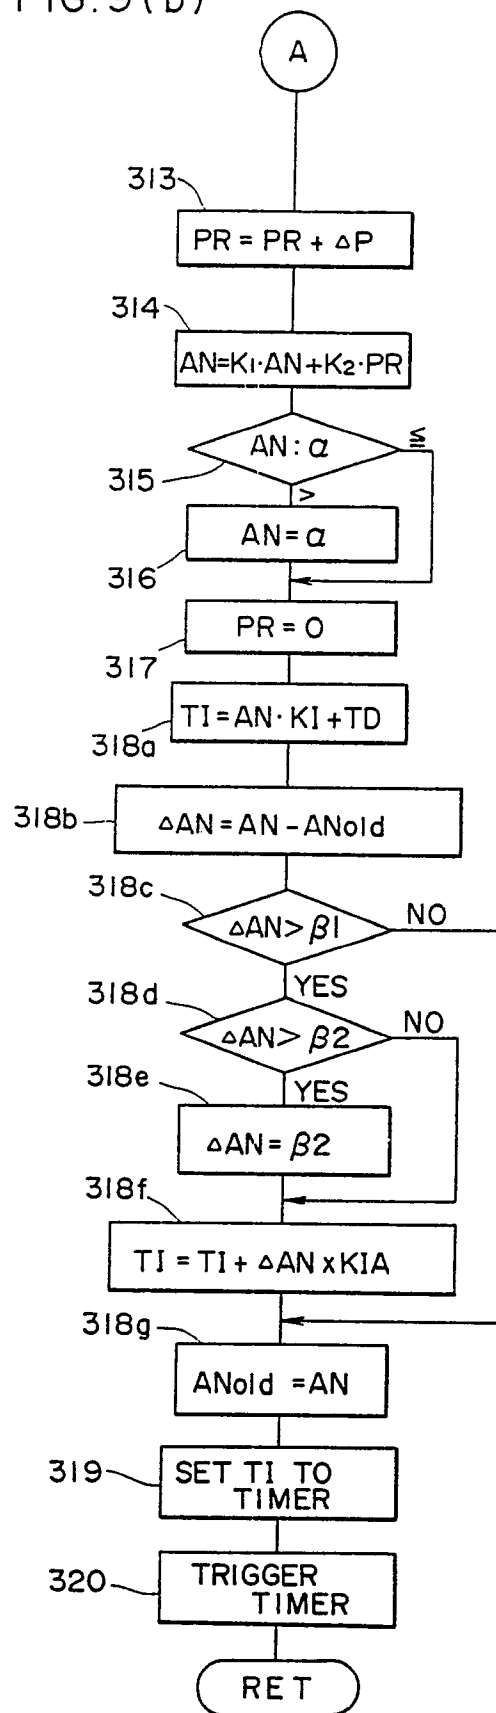 FIG. 9(b)
A
313
PR = PR + ΔP
314
AN=K1·AN+K2·PR
AN : α
≦
315
>
AN = α
316
PR = 0
317
TI = AN · KI + TD
318a
318b
ΔAN = AN - ANold
318c
ΔAN > β1
NO
YES
318d
ΔAN > β2
NO
318e
YES
ΔAN = β2
318f
TI = TI + ΔAN x KIA
318g
ANold = AN
319
SET TI TO
TIMER
320
TRIGGER
TIMER
RET